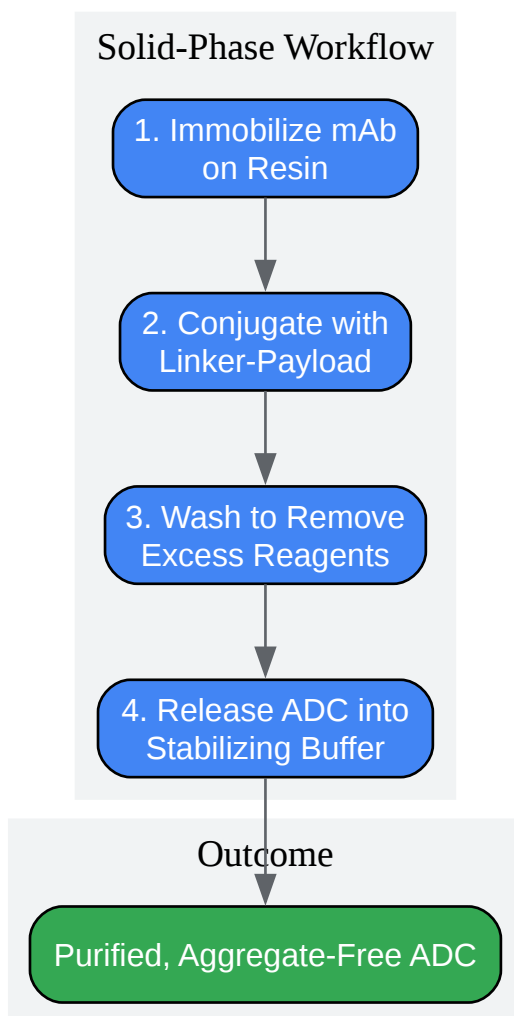 Solid-Phase Workflow
1. Immobilize mAb
on Resin
2. Conjugate with
Linker-Payload
3. Wash to Remove
Excess Reagents
4. Release ADC into
Stabilizing Buffer
Outcome
Purified, Aggregate-Free ADC